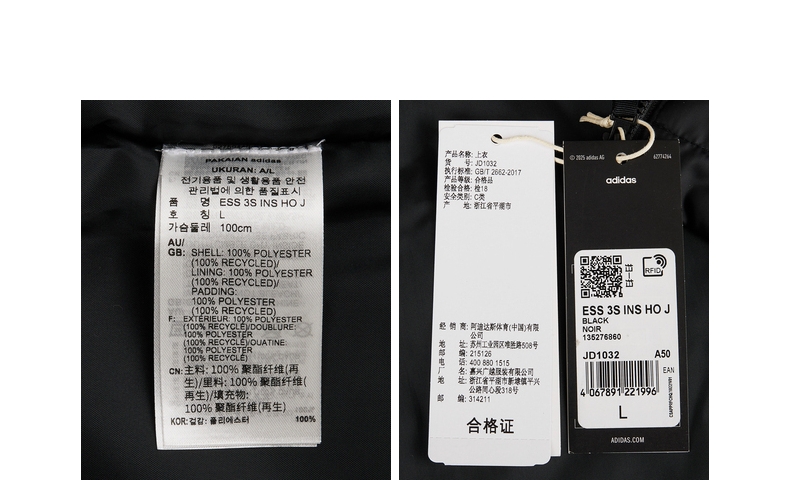 PAKAIAN adidas
UKURAN: A/L
전기용품 및 생활용품 안전
관리법에 의한 품질표시
품 명 ESS 3S INS HO J
호 칭 L
가슴둘레 100cm
AU/
GB: SHELL: 100% POLYESTER
(100% RECYCLED)/
LINING: 100% POLYESTER
(100% RECYCLED)/
PADDING:
100% POLYESTER
(100% RECYCLED)
F: EXTÉRIEUR: 100% POLYESTER
(100% RECYCLÉ)/DOUBLURE:
100% POLYESTER
(100% RECYCLÉ)/OUATINE:
100% POLYESTER
(100% RECYCLÉ)
CN: 主料: 100% 聚酯纤维(再
生)/里料: 100% 聚酯纤维(再
生)/填充物:
100% 聚酯纤维(再生)
KOR: 겉감: 폴리에스터 100%
产品名称: 上衣
货 号: JD1032
执行标准: GB/T 2662-2017
产品等级: 合格品
检验合格: 检18
安全类别: C类
产 地: 浙江省平湖市
经 销 商: 阿迪达斯体育(中国)有限
公司
地 址: 苏州工业园区唯胜路508号
邮 编: 215126
电 话: 400 880 1515
厂 名: 嘉兴广越服装有限公司
地 址: 浙江省平湖市新埭镇平兴
公路同心段318号
邮 编: 314211
合格证
© 2025 adidas AG
62774264
adidas
RFID
ESS 3S INS HO J
BLACK
NOIR
135276860
JD1032 A50
EAN
4 067891 221996
L
ADIDAS.COM